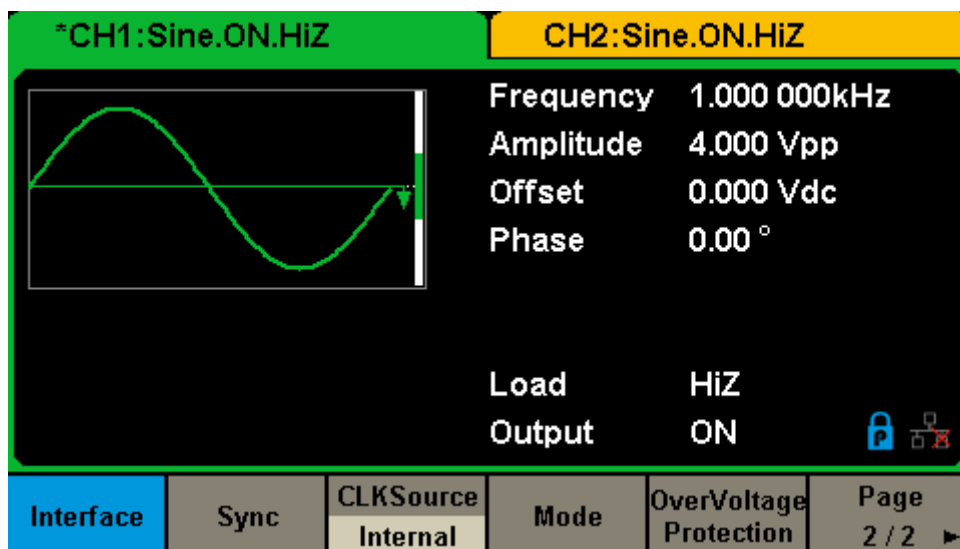 *CH1:Sine.ON.HiZ
CH2:Sine.ON.HiZ
Frequency 1.000 000kHz
Amplitude 4.000 Vpp
Offset 0.000 Vdc
Phase 0.00 °
Load HiZ
Output ON
P
Interface
Sync
CLKSource
Internal
Mode
OverVoltage
Protection
Page
2 / 2 ►